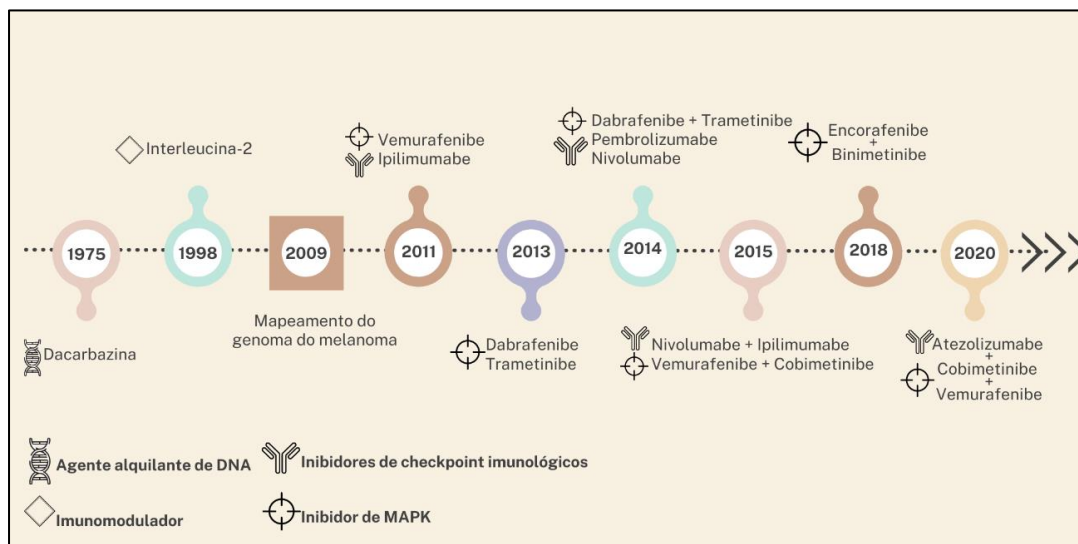 Interleucina-2
Vemurafenibe
Ipilimumabe
Dabrafenibe + Trametinibe
Pembrolizumabe
Nivolumabe
Encorafenibe
+
Binimetinibe
1975
1998
2009
2011
2013
2014
2015
2018
2020
Dacarbazina
Mapeamento do
genoma do melanoma
Dabrafenibe
Trametinibe
Nivolumabe + Ipilimumabe
Vemurafenibe + Cobimetinibe
Atezolizumabe
+
Cobimetinibe
+
Vemurafenibe
Agente alquilante de DNA
Inibidores de checkpoint imunológicos
Imunomodulador
Inibidor de MAPK